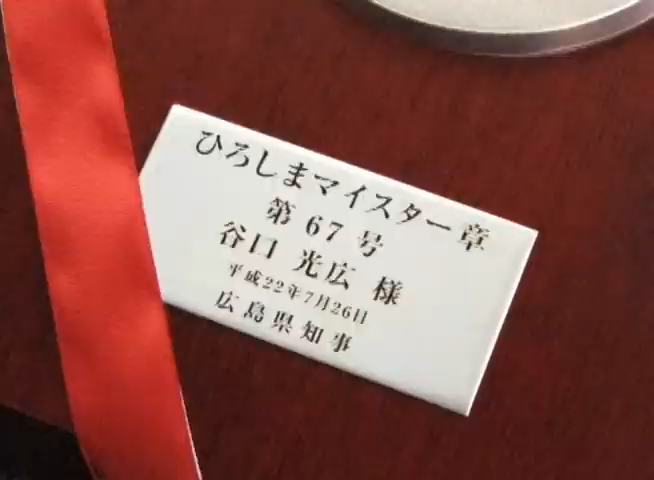 ひろしまマイスター章
第 67 号
谷口 光広 様
平成22年7月26日
広島県知事